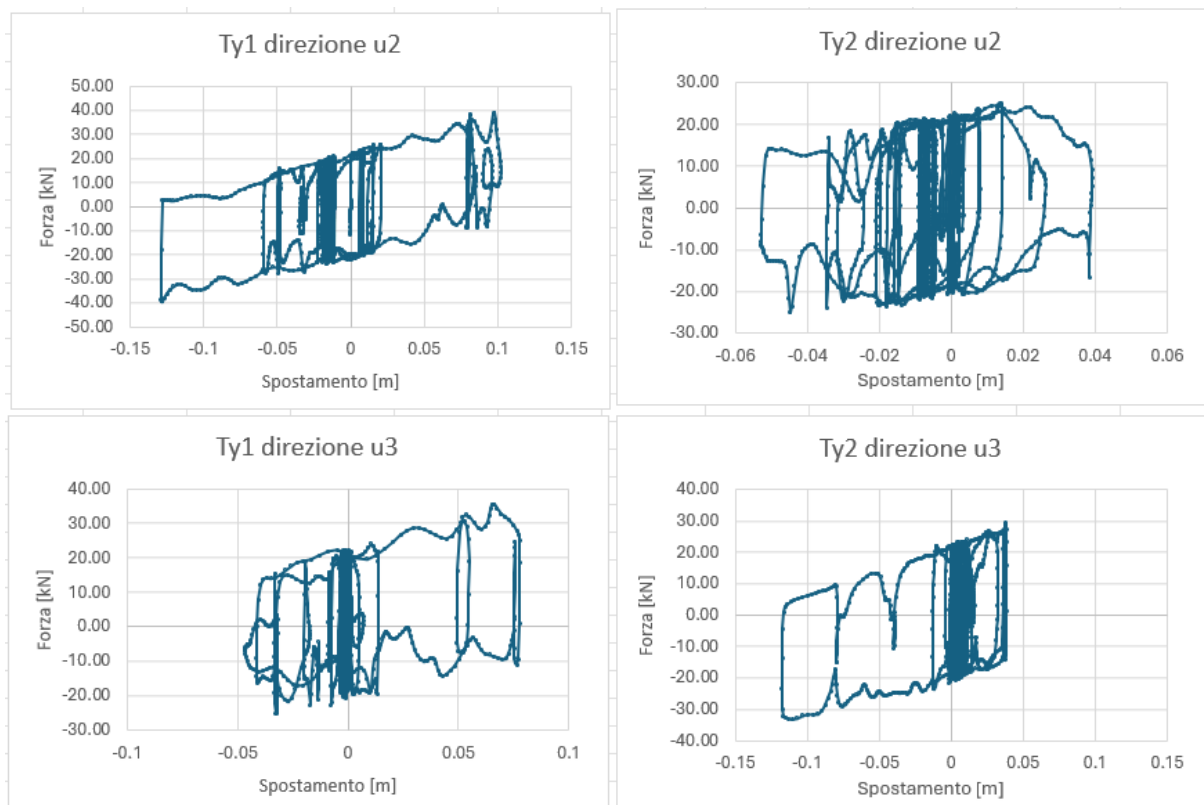 Ty1 direzione u2
50.00
40.00
30.00
20.00
10.00
0.00
-10.00
-20.00
-30.00
-40.00
-50.00
-0.15 -0.1 -0.05 0 0.05 0.1 0.15
Forza [kN]
Spostamento [m]
Ty2 direzione u2
30.00
20.00
10.00
0.00
-10.00
-20.00
-30.00
-0.06 -0.04 -0.02 0 0.02 0.04 0.06
Forza [kN]
Spostamento [m]
Ty1 direzione u3
40.00
30.00
20.00
10.00
0.00
-10.00
-20.00
-30.00
-0.1 -0.05 0 0.05 0.1
Forza [kN]
Spostamento [m]
Ty2 direzione u3
40.00
30.00
20.00
10.00
0.00
-10.00
-20.00
-30.00
-40.00
-0.15 -0.1 -0.05 0 0.05 0.1 0.15
Forza [kN]
Spostamento [m]